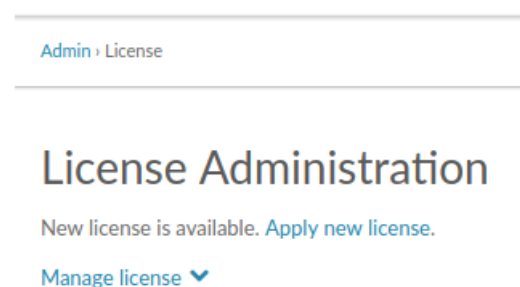 Admin › License
License Administration
New license is available. Apply new license.
Manage license